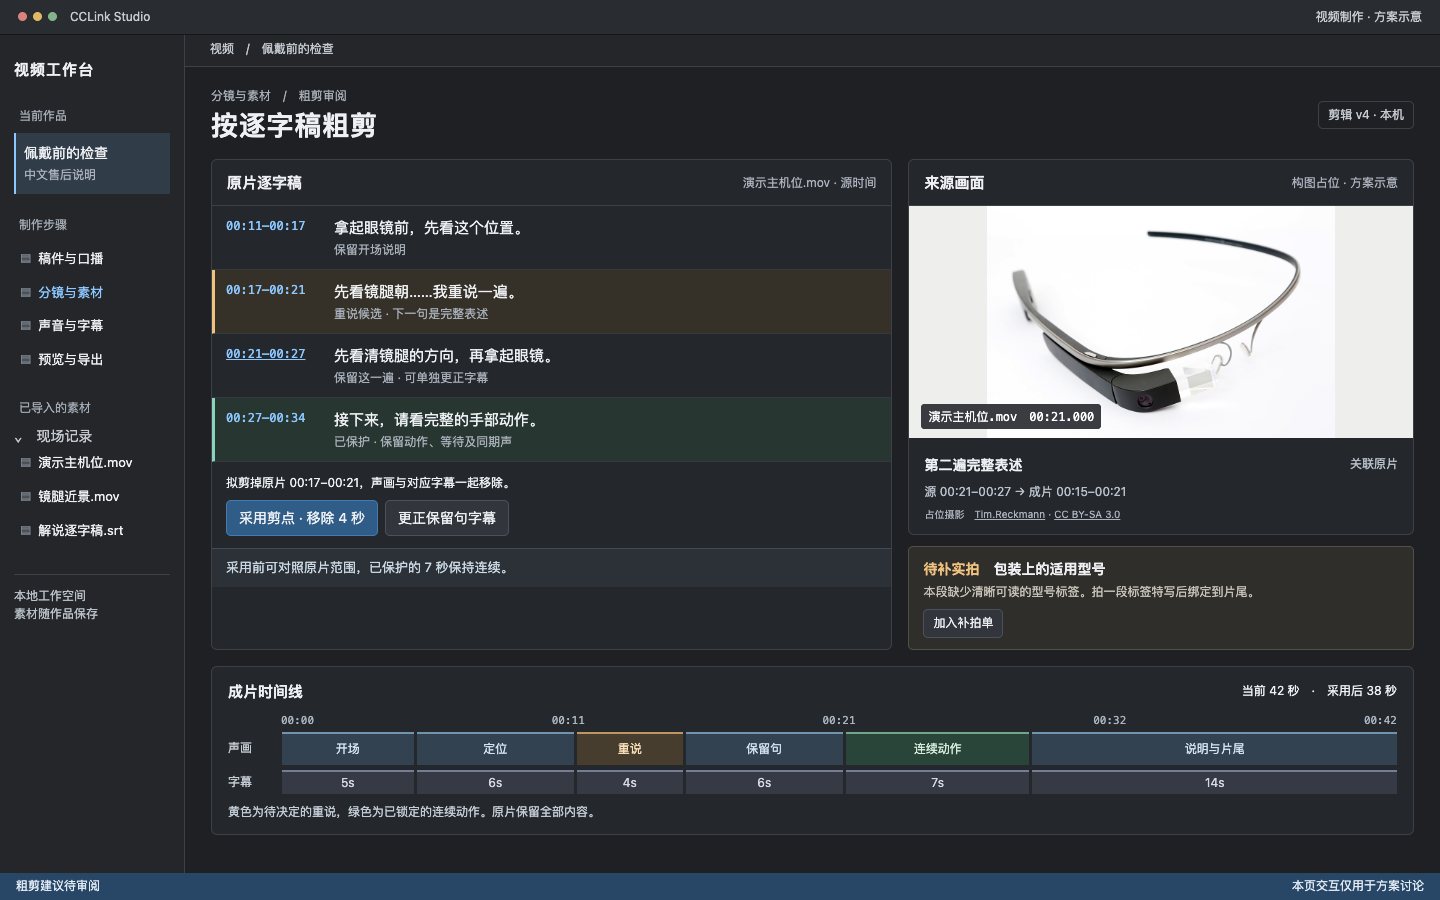 CCLink Studio
视频制作 · 方案示意
视频工作台
当前作品
佩戴前的检查
中文售后说明
制作步骤
稿件与口播
分镜与素材
声音与字幕
预览与导出
已导入的素材
现场记录
演示主机位.mov
镜腿近景.mov
解说逐字稿.srt
本地工作空间
素材随作品保存
视频 / 佩戴前的检查
分镜与素材 / 粗剪审阅
按逐字稿粗剪
剪辑 v4 · 本机
原片逐字稿
演示主机位.mov · 源时间
00:11–00:17 拿起眼镜前，先看这个位置。
保留开场说明
00:17–00:21 先看镜腿朝……我重说一遍。
重说候选 · 下一句是完整表述
00:21–00:27 先看清镜腿的方向，再拿起眼镜。
保留这一遍 · 可单独更正字幕
00:27–00:34 接下来，请看完整的手部动作。
已保护 · 保留动作、等待及同期声
拟剪掉原片 00:17–00:21，声画与对应字幕一起移除。
采用剪点 · 移除 4 秒
更正保留句字幕
采用前可对照原片范围，已保护的 7 秒保持连续。
来源画面
构图占位 · 方案示意
演示主机位.mov 00:21.000
第二遍完整表述
关联原片
源 00:21–00:27 → 成片 00:15–00:21
占位摄影 Tim.Reckmann · CC BY-SA 3.0
待补实拍 包装上的适用型号
本段缺少清晰可读的型号标签。拍一段标签特写后绑定到片尾。
加入补拍单
成片时间线
当前 42 秒 · 采用后 38 秒
00:00 00:11 00:21 00:32 00:42
声画 开场 定位 重说 保留句 连续动作 说明与片尾
字幕 5s 6s 4s 6s 7s 14s
黄色为待决定的重说，绿色为已锁定的连续动作。原片保留全部内容。
粗剪建议待审阅
本页交互仅用于方案讨论